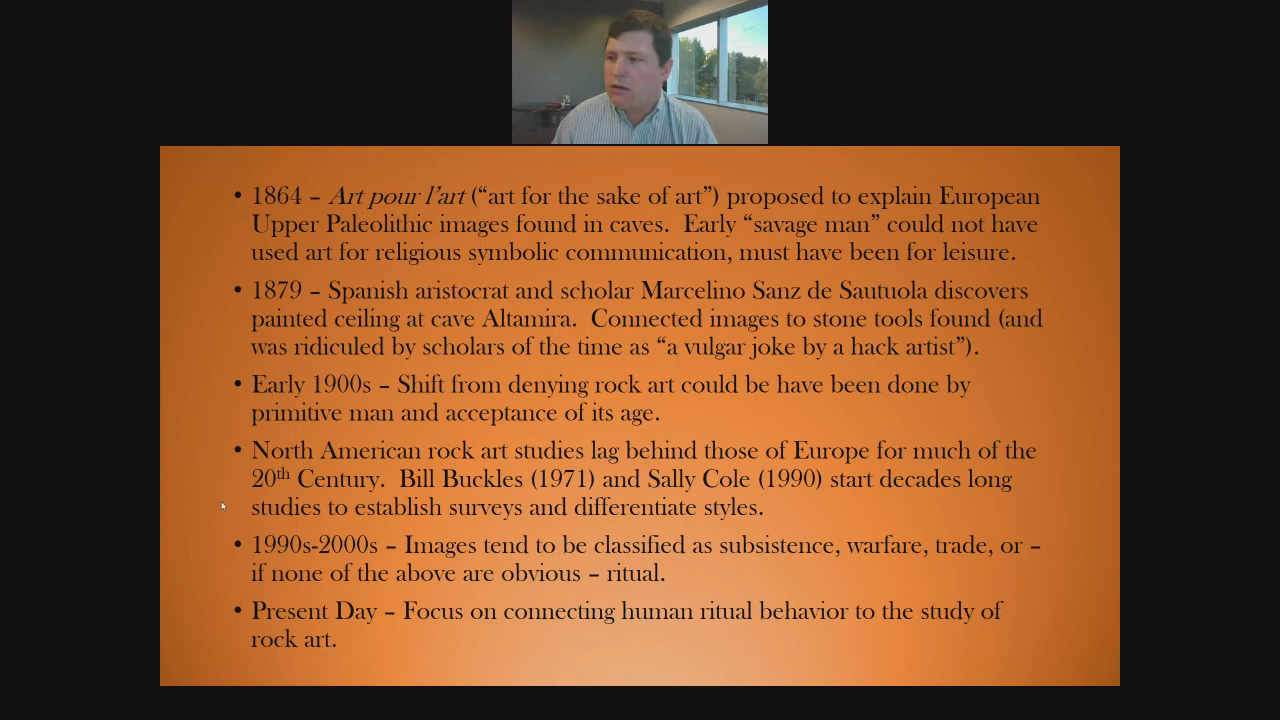 • 1864 – Art pour l'art (“art for the sake of art”) proposed to explain European
Upper Paleolithic images found in caves.  Early “savage man” could not have
used art for religious symbolic communication, must have been for leisure.
• 1879 – Spanish aristocrat and scholar Marcelino Sanz de Sautuola discovers
painted ceiling at cave Altamira.  Connected images to stone tools found (and
was ridiculed by scholars of the time as “a vulgar joke by a hack artist”).
• Early 1900s – Shift from denying rock art could be have been done by
primitive man and acceptance of its age.
• North American rock art studies lag behind those of Europe for much of the
20th Century.  Bill Buckles (1971) and Sally Cole (1990) start decades long
studies to establish surveys and differentiate styles.
• 1990s-2000s – Images tend to be classified as subsistence, warfare, trade, or –
if none of the above are obvious – ritual.
• Present Day – Focus on connecting human ritual behavior to the study of
rock art.